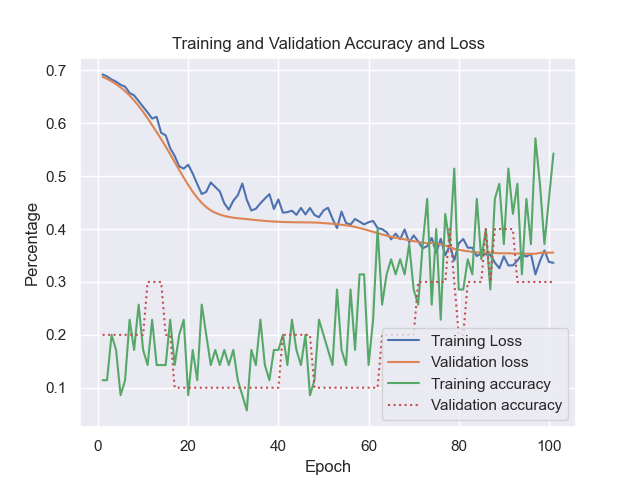 Training and Validation Accuracy and Loss
0.7
0.6
0.5
0.4
0.3
0.2
0.1
Percentage
0 20 40 60 80 100
Epoch
Training Loss
Validation loss
Training accuracy
Validation accuracy